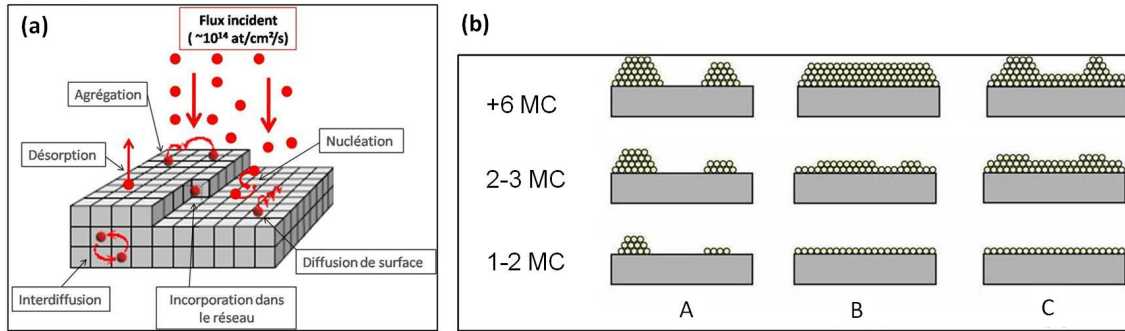 (a)
Flux incident
( ~10¹⁴ at/cm²/s)
Agrégation
Désorption
Nucléation
Interdiffusion
Incorporation dans
le réseau
Diffusion de surface
(b)
+6 MC
2-3 MC
1-2 MC
A B C